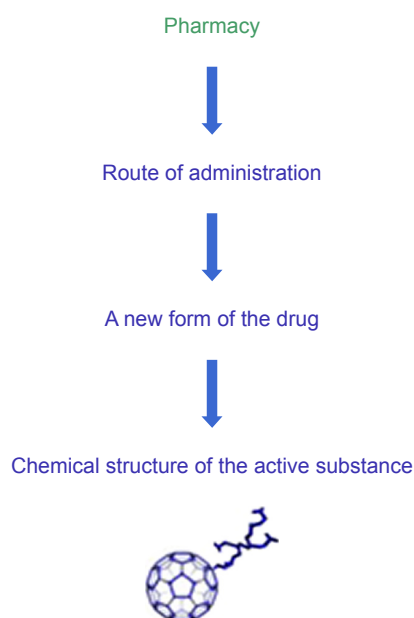 Pharmacy
Route of administration
A new form of the drug
Chemical structure of the active substance